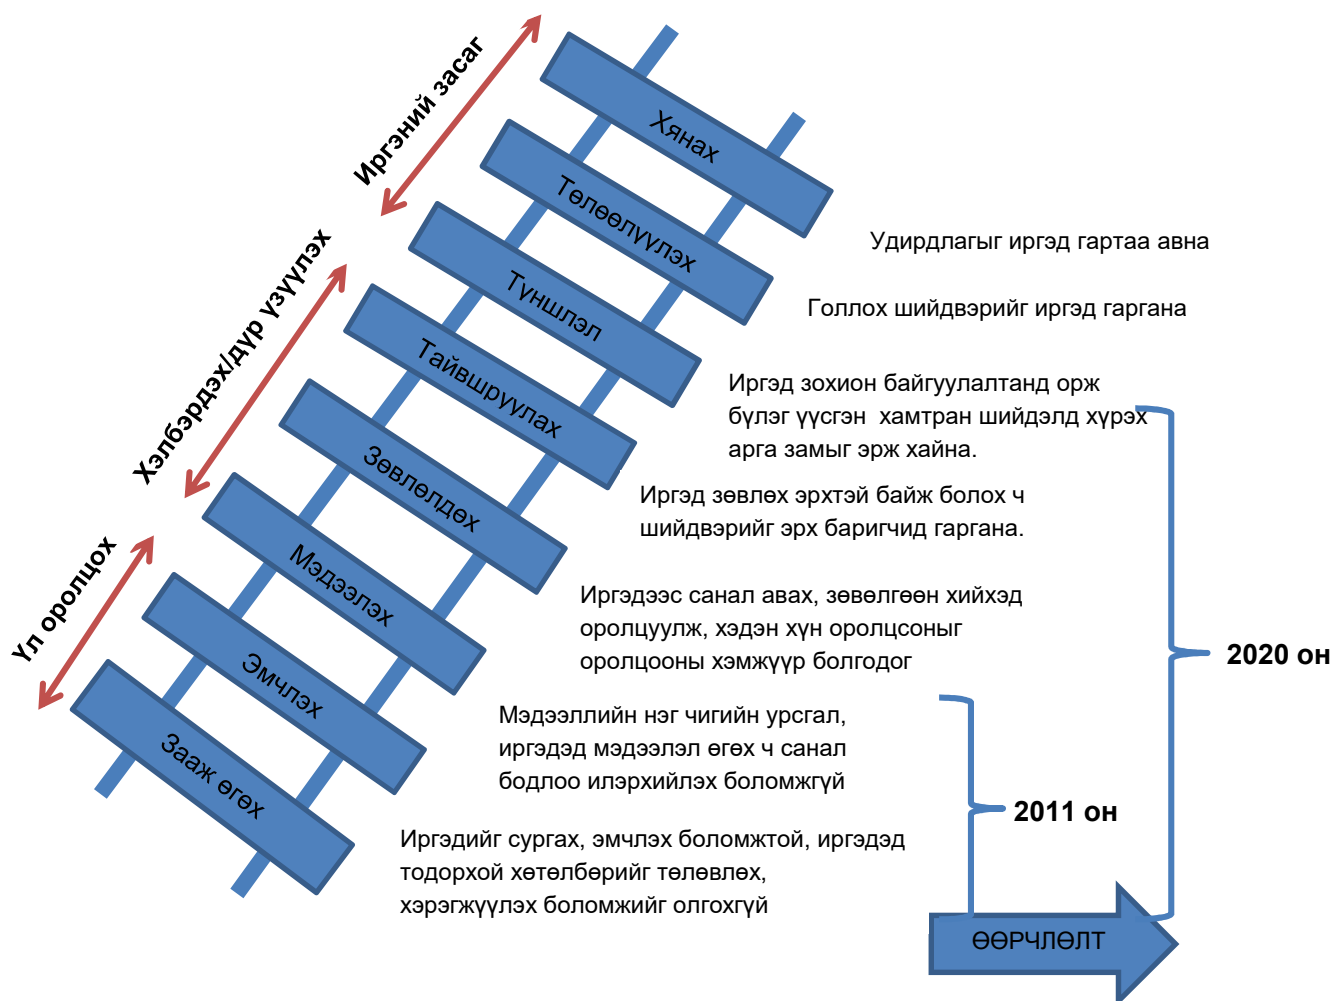 Иргэний засаг
Хэлбэрдэх/дүр үзүүлэх
Үл оролцох
Хянах
Төлөөлүүлэх
Түншлэл
Тайвшруулах
Зөвлөлдөх
Мэдээлэх
Эмчлэх
Зааж өгөх
Удирдлагыг иргэд гартаа авна
Голлох шийдвэрийг иргэд гаргана
Иргэд зохион байгуулалтанд орж
бүлэг үүсгэн хамтран шийдэлд хүрэх
арга замыг эрж хайна.
Иргэд зөвлөх эрхтэй байж болох ч
шийдвэрийг эрх баригчид гаргана.
Иргэдээс санал авах, зөвөлгөөн хийхэд
оролцуулж, хэдэн хүн оролцсоныг
оролцооны хэмжүүр болгодог
Мэдээллийн нэг чигийн урсгал,
иргэдэд мэдээлэл өгөх ч санал
бодлоо илэрхийлэх боломжгүй
Иргэдийг сургах, эмчлэх боломжтой, иргэдэд
тодорхой хөтөлбөрийг төлөвлөх,
хэрэгжүүлэх боломжийг олгохгүй
2020 он
2011 он
ӨӨРЧЛӨЛТ